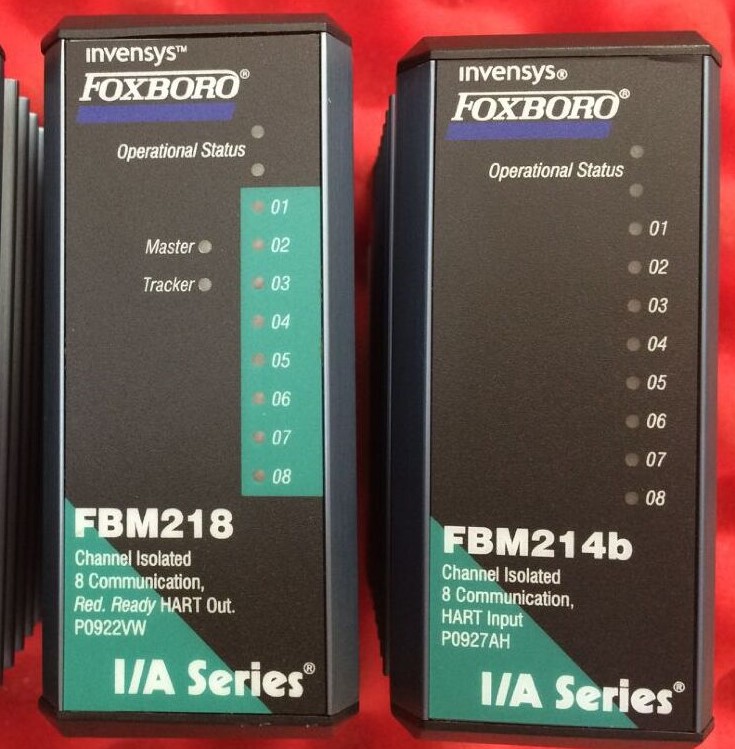 invensys™
FOXBORO®
Operational Status
01
Master 02
Tracker 03
04
05
06
07
08
FBM218
Channel Isolated
8 Communication,
Red. Ready HART Out.
P0922VW
I/A Series®
invensys®
FOXBORO®
Operational Status
01
02
03
04
05
06
07
08
FBM214b
Channel Isolated
8 Communication,
HART Input
P0927AH
I/A Series®